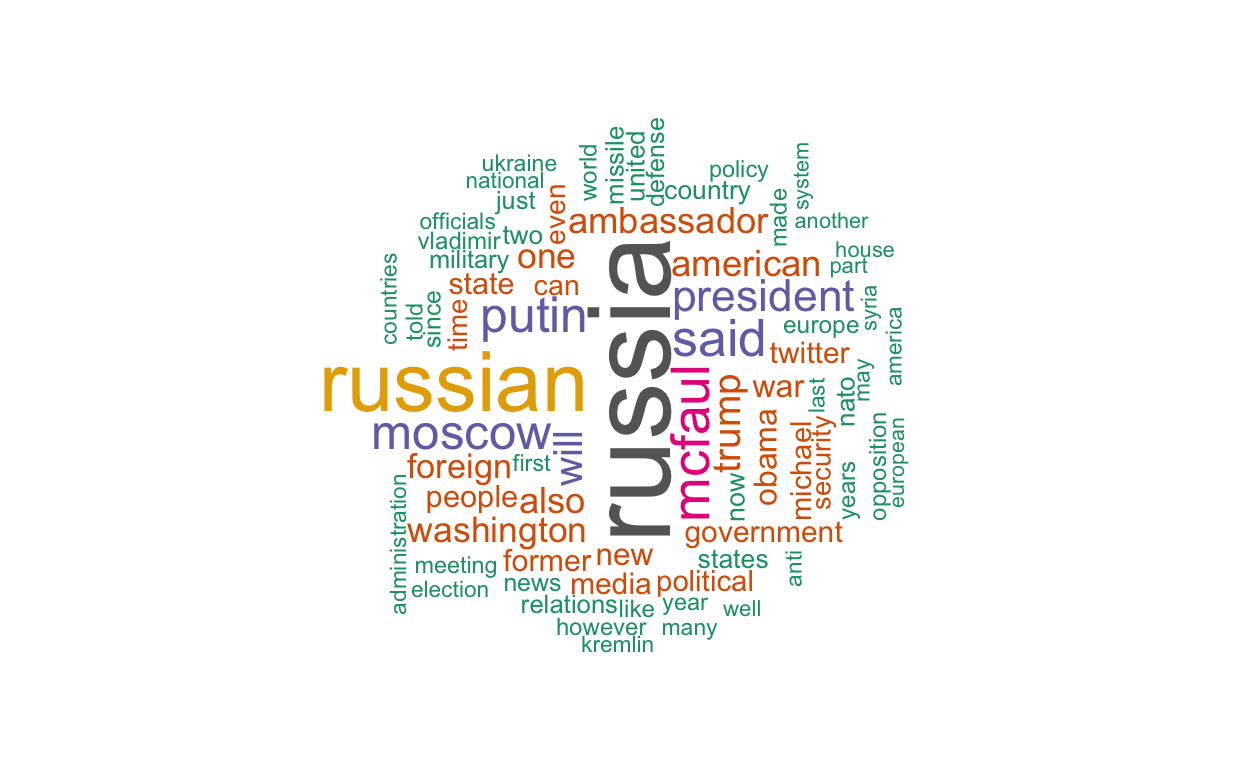 defense
missile
united
world
ukraine
national
just
policy
country
system
made
another
even
ambassador
officials
vladimir
two
military
one
house
part
american
state
can
president
countries
told
since
time
putin
russia
said
europe
syria
america
twitter
russian
mcfaul
trump
war
last
nato
may
moscow
will
obama
michael
security
opposition
european
foreign
first
now
years
people
also
administration
washington
government
meeting
former
new
states
anti
election
news
media
political
relations
like
year
well
however
many
kremlin